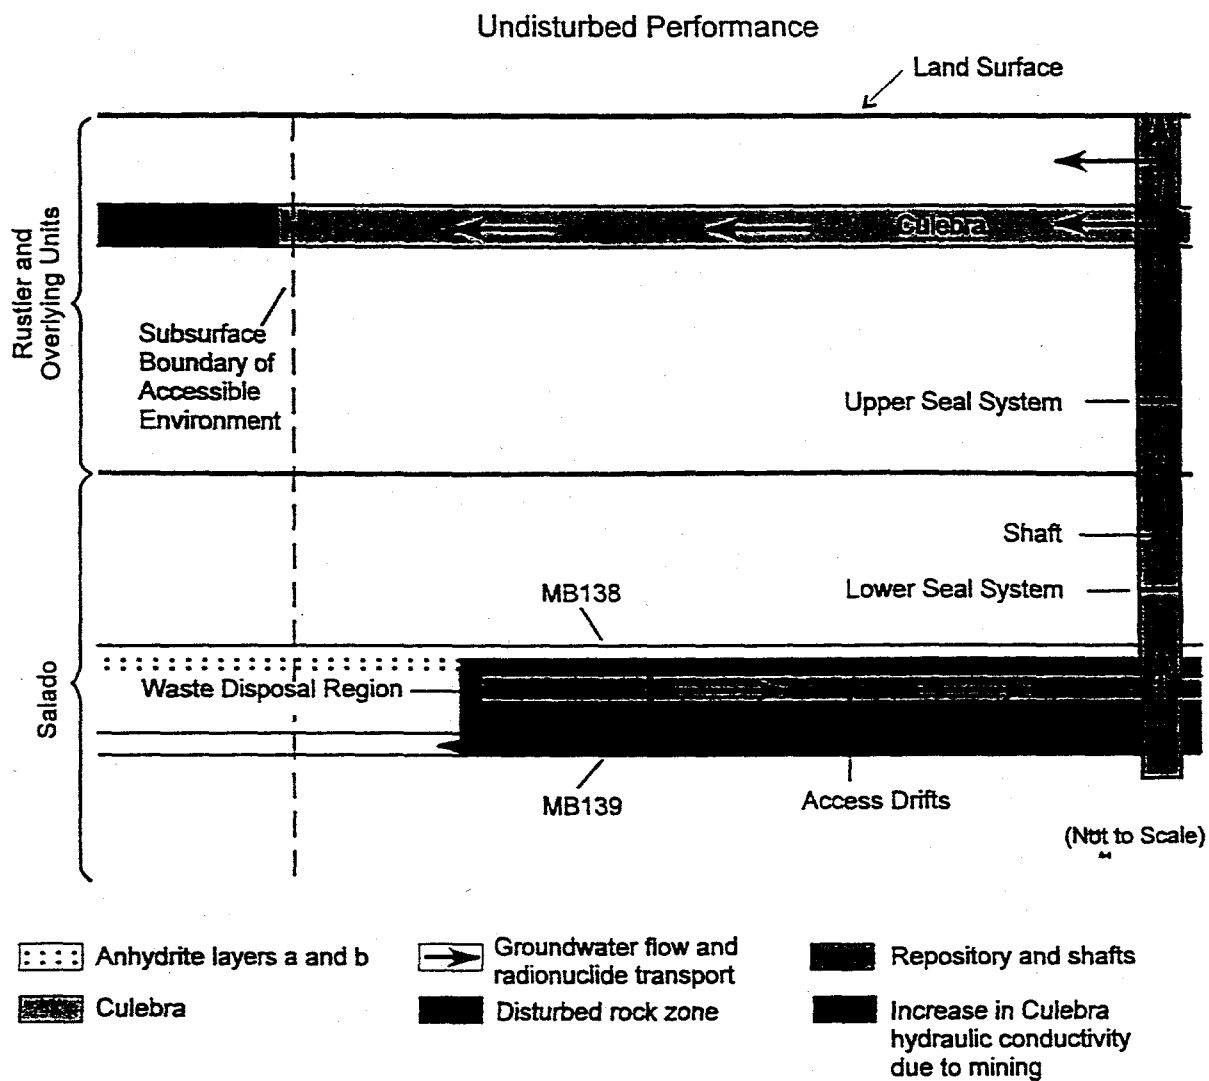 Undisturbed Performance
Land Surface
Culebra
Rustler and
Overlying Units
Subsurface
Boundary of
Accessible
Environment
Upper Seal System
Shaft
Lower Seal System
MB138
Salado
Waste Disposal Region
MB139
Access Drifts
(Not to Scale)
Anhydrite layers a and b
Groundwater flow and
radionuclide transport
Repository and shafts
Culebra
Disturbed rock zone
Increase in Culebra
hydraulic conductivity
due to mining